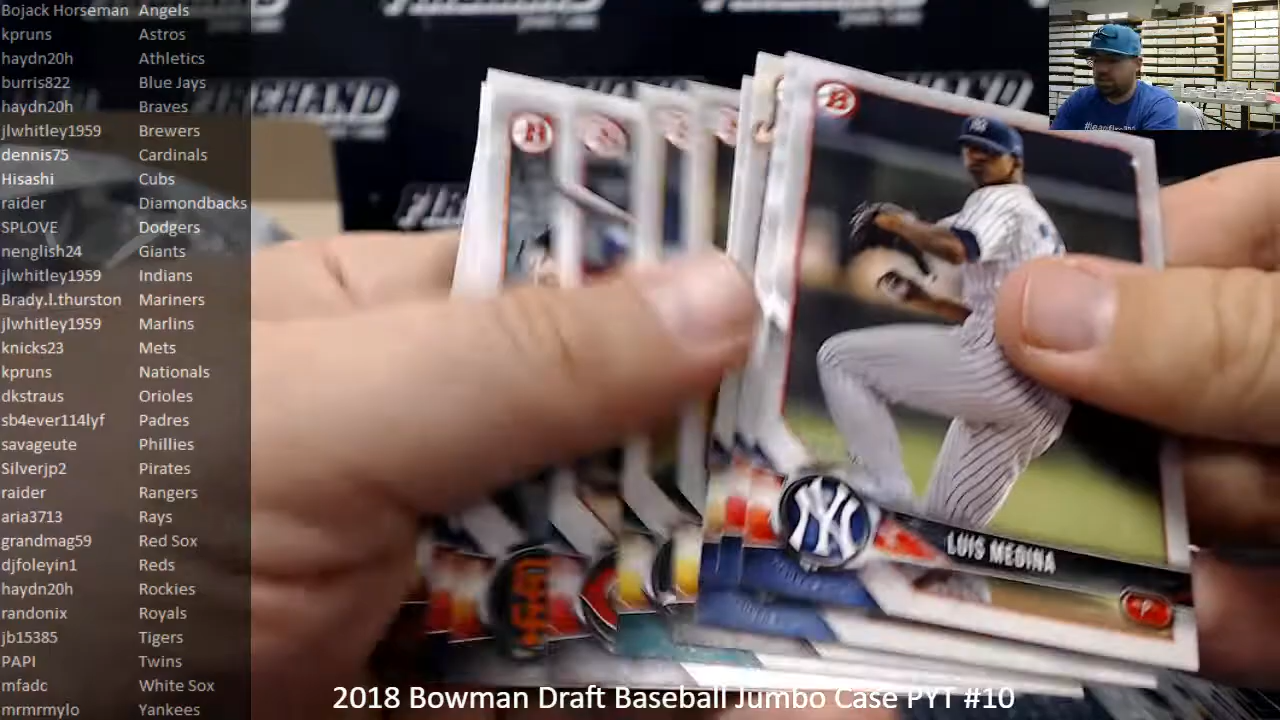 Bojack Horseman Angels
kpruns Astros
haydn20h Athletics
burris822 Blue Jays
haydn20h Braves
jlwhitley1959 Brewers
dennis75 Cardinals
Hisashi Cubs
raider Diamondbacks
SPLOVE Dodgers
nenglish24 Giants
jlwhitley1959 Indians
Brady.l.thurston Mariners
jlwhitley1959 Marlins
knicks23 Mets
kpruns Nationals
dkstraus Orioles
sb4ever114lyf Padres
savageute Phillies
Silverjp2 Pirates
raider Rangers
aria3713 Rays
grandmag59 Red Sox
djfoleyin1 Reds
haydn20h Rockies
randonix Royals
jb15385 Tigers
PAPI Twins
mfadc White Sox
mrmrmylo Yankees
B
NY
LUIS MEDINA
P
2018 Bowman Draft Baseball Jumbo Case PYT #10